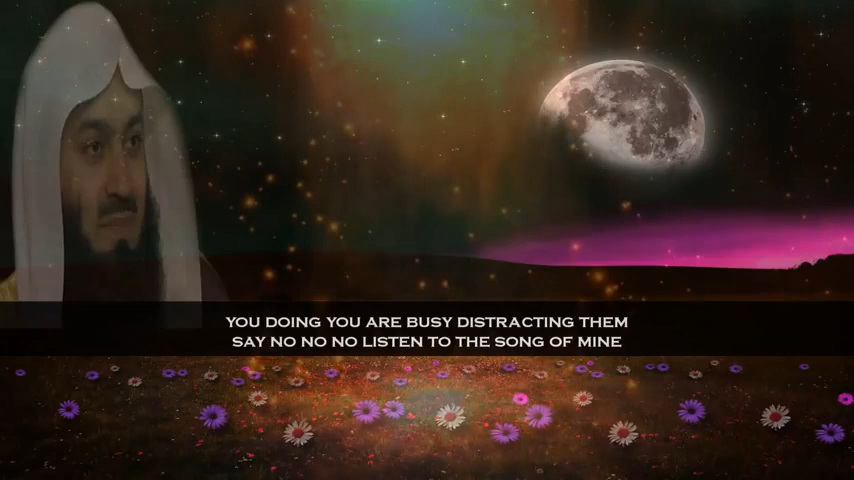 YOU DOING YOU ARE BUSY DISTRACTING THEM
SAY NO NO NO LISTEN TO THE SONG OF MINE